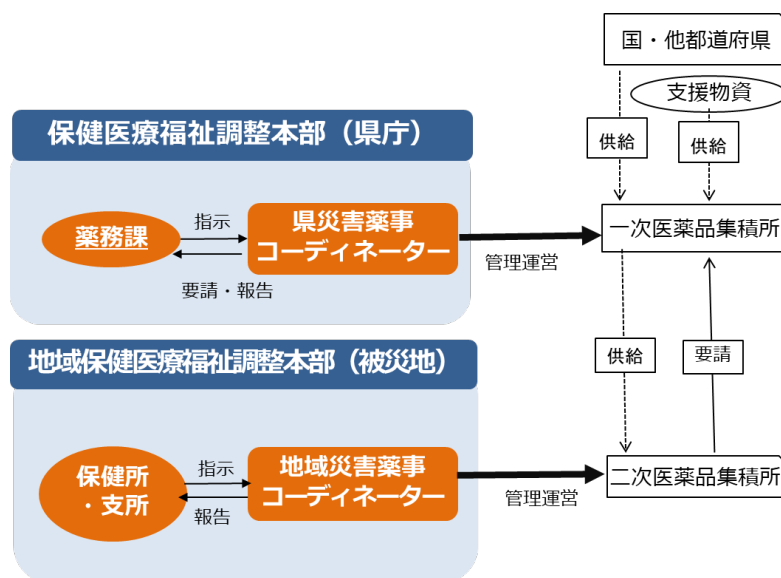 国・他都道府県
支援物資
供給
供給
保健医療福祉調整本部（県庁）
薬務課
指示
要請・報告
県災害薬事
コーディネーター
管理運営
一次医薬品集積所
供給
要請
地域保健医療福祉調整本部（被災地）
保健所
・支所
指示
報告
地域災害薬事
コーディネーター
管理運営
二次医薬品集積所